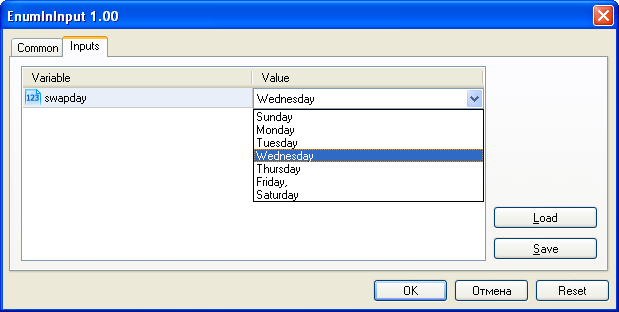 EnumInInput 1.00
Common Inputs
Variable Value
123 swapday Wednesday
Sunday
Monday
Tuesday
Wednesday
Thursday
Friday,
Saturday
Load
Save
OK Отмена Reset